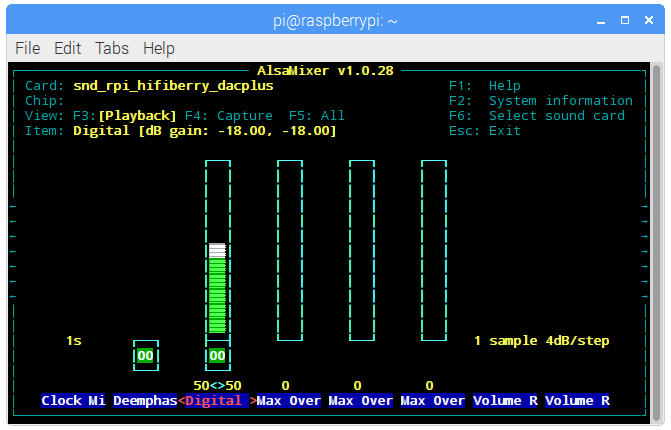 pi@raspberrypi: ~
File Edit Tabs Help
AlsaMixer v1.0.28
Card: snd_rpi_hifiberry_dacplus F1: Help
Chip: F2: System information
View: F3:[Playback] F4: Capture F5: All F6: Select sound card
Item: Digital [dB gain: -18.00, -18.00] Esc: Exit
1s 1 sample 4dB/step
OO OO
50<>50 0 0 0
Clock Mi Deemphas <Digital > Max Over Max Over Max Over Volume R Volume R